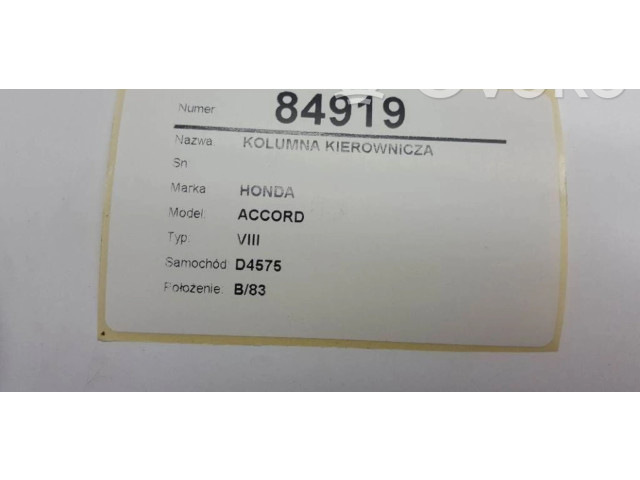 Numer 84919
Nazwa KOLUMNA KIEROWNICZA
Sn
Marka HONDA
Model: ACCORD
Typ: VIII
Samochód: D4575
Położenie: B/83